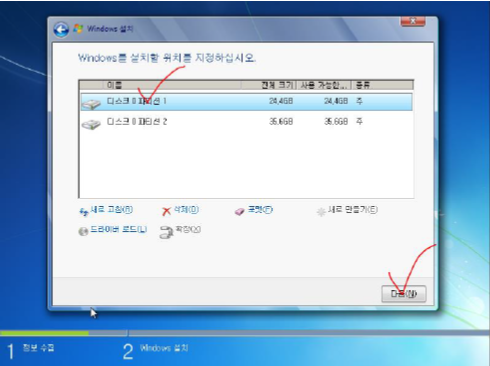 Windows 설치
Windows를 설치할 위치를 지정하십시오.
이름 전체 크기 사용 가능한... 종류
디스크 0 파티션 1 24.4GB 24.4GB 주
디스크 0 파티션 2 35.6GB 35.6GB 주
새로 고침(R) 삭제(D) 포맷(F) 새로 만들기(E)
드라이버 로드(L) 확장(X)
다음(N)
1 정보 수집 2 Windows 설치